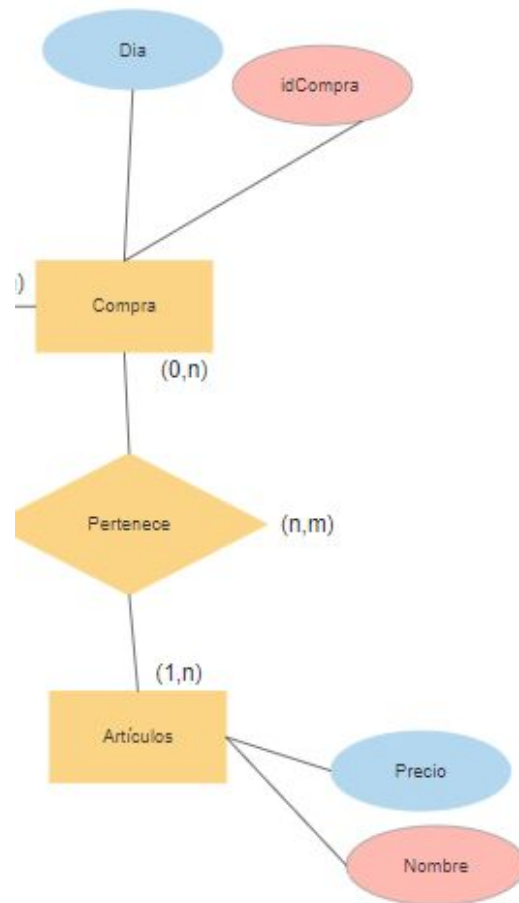 Dia
idCompra
Compra
(0,n)
Pertenece
(n,m)
(1,n)
Artículos
Precio
Nombre